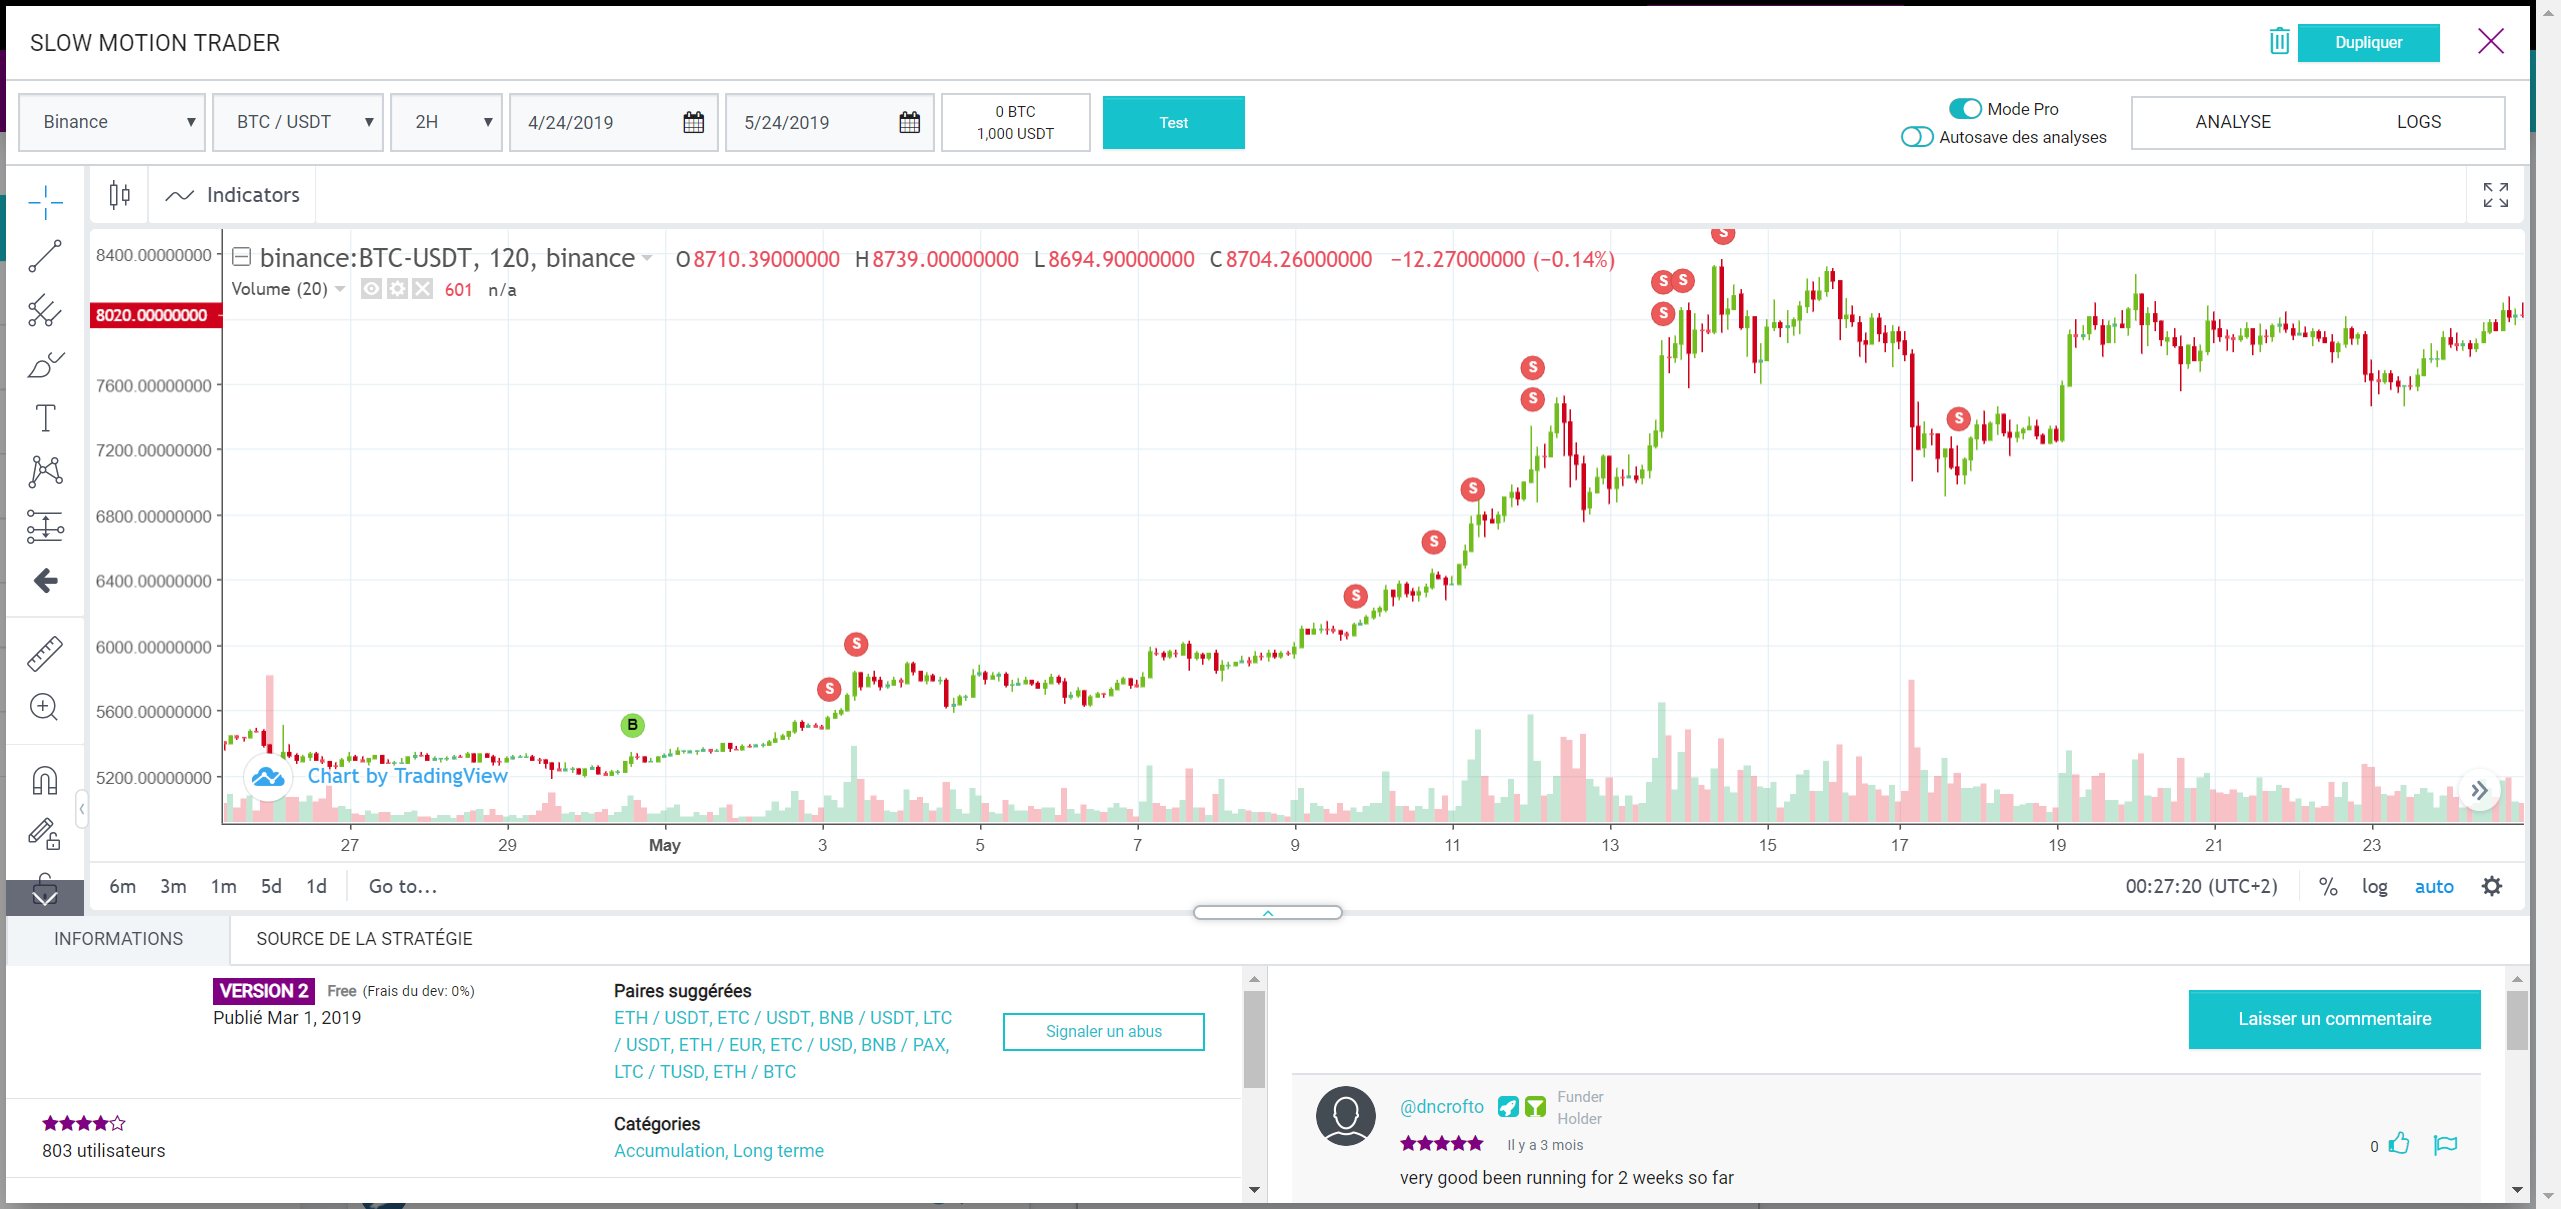 SLOW MOTION TRADER
Dupliquer
Binance
BTC / USDT
2H
4/24/2019
5/24/2019
0 BTC
1,000 USDT
Test
Mode Pro
Autosave des analyses
ANALYSE
LOGS
Indicators
binance:BTC-USDT, 120, binance O8710.39000000 H8739.00000000 L8694.90000000 C8704.26000000 −12.27000000 (−0.14%)
Volume (20) 601 n/a
8400.00000000
8020.00000000
7600.00000000
7200.00000000
6800.00000000
6400.00000000
6000.00000000
5600.00000000
5200.00000000
S
S
S
S
S
S
S
S
S
S
S
S
S
B
Chart by TradingView
27
29
May
3
5
7
9
11
13
15
17
19
21
23
6m 3m 1m 5d 1d Go to...
00:27:20 (UTC+2) % log auto
INFORMATIONS
SOURCE DE LA STRATÉGIE
VERSION 2 Free (Frais du dev: 0%)
Publié Mar 1, 2019
Paires suggérées
ETH / USDT, ETC / USDT, BNB / USDT, LTC
/ USDT, ETH / EUR, ETC / USD, BNB / PAX,
LTC / TUSD, ETH / BTC
Signaler un abus
803 utilisateurs
Catégories
Accumulation, Long terme
Laisser un commentaire
@dncrofto
Funder
Holder
Il y a 3 mois
0
very good been running for 2 weeks so far